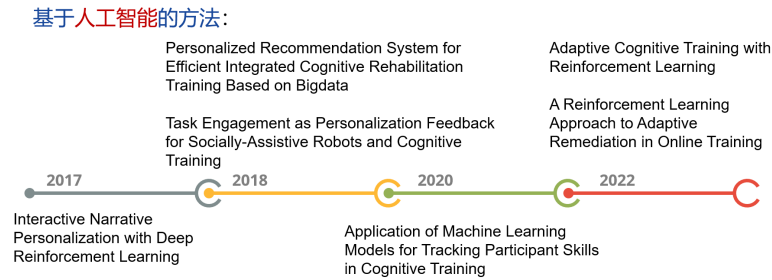 基于人工智能的方法：
Personalized Recommendation System for
Efficient Integrated Cognitive Rehabilitation
Training Based on Bigdata
Task Engagement as Personalization Feedback
for Socially-Assistive Robots and Cognitive
Training
Adaptive Cognitive Training with
Reinforcement Learning
A Reinforcement Learning
Approach to Adaptive
Remediation in Online Training
2017
2018
2020
2022
Interactive Narrative
Personalization with Deep
Reinforcement Learning
Application of Machine Learning
Models for Tracking Participant Skills
in Cognitive Training